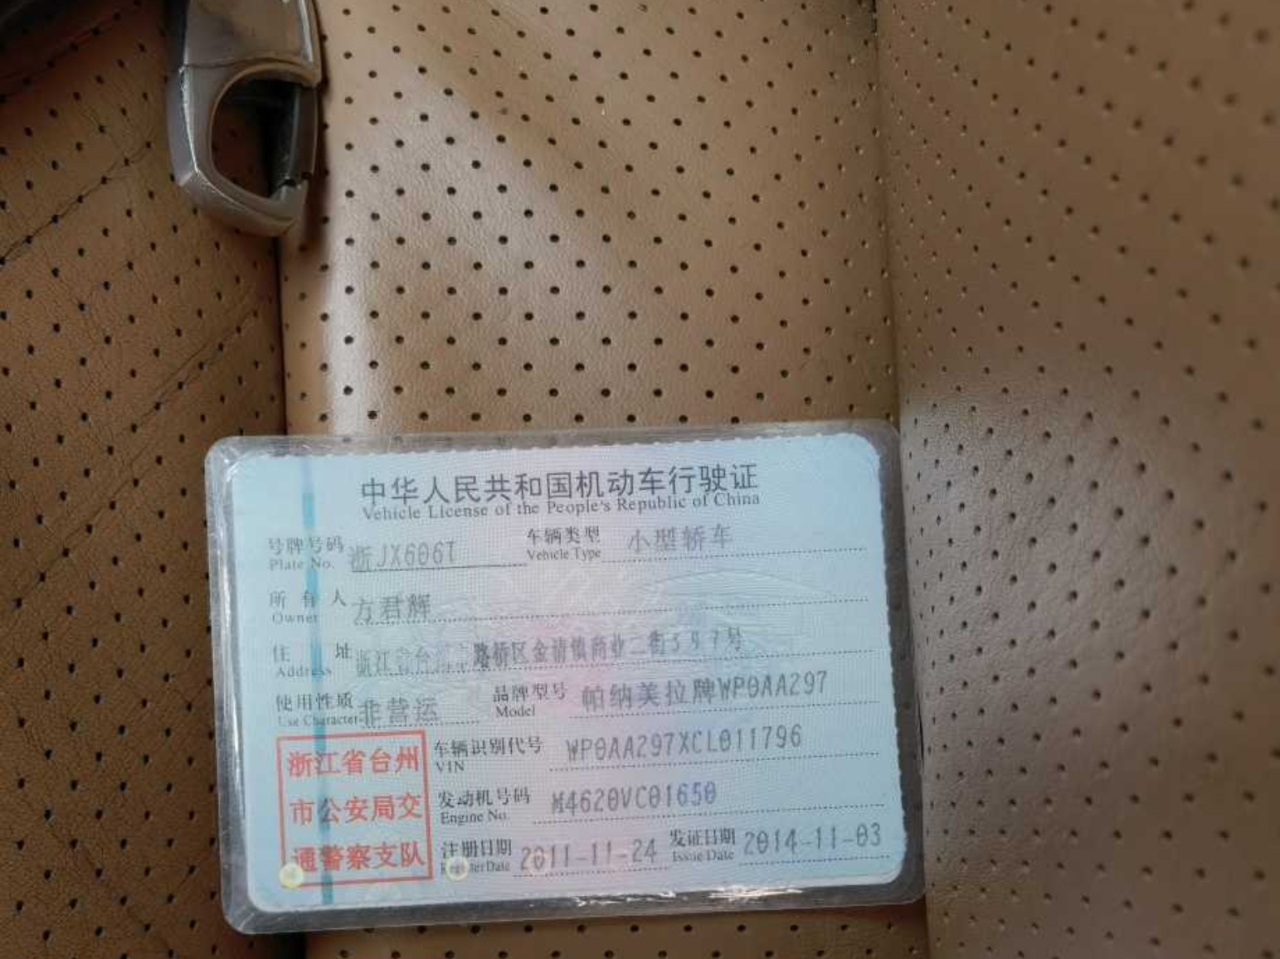 中华人民共和国机动车行驶证
Vehicle License of the People's Republic of China
号牌号码 Plate No. 浙JX606T 车辆类型 Vehicle Type 小型轿车
所有人 Owner 方君辉
住址 Address 浙江省台州市路桥区金清镇商业二街397号
使用性质 Use Character 非营运 品牌型号 Model 帕纳美拉牌WP0AA297
车辆识别代号 VIN WP0AA297XCL011796
发动机号码 Engine No. M4620VC01650
注册日期 Register Date 2011-11-24 发证日期 Issue Date 2014-11-03
浙江省台州
市公安局交
通警察支队